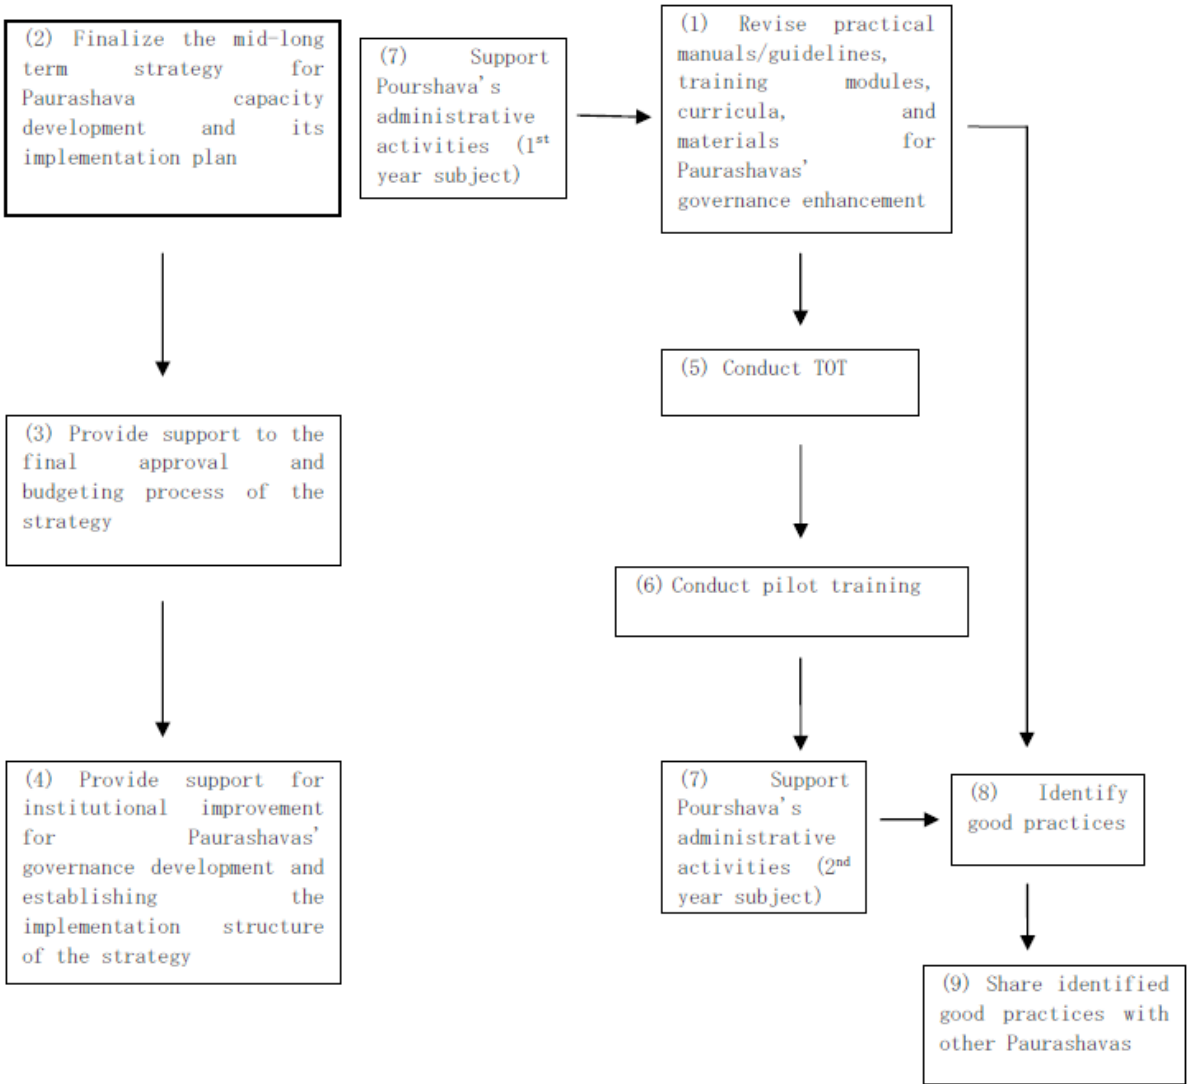 (2) Finalize the mid-long
term strategy for
Paurashava capacity
development and its
implementation plan
(7) Support
Pourshava's
administrative
activities (1st
year subject)
(1) Revise practical
manuals/guidelines,
training modules,
curricula, and
materials for
Paurashavas'
governance enhancement
(5) Conduct TOT
(3) Provide support to the
final approval and
budgeting process of the
strategy
(6) Conduct pilot training
(4) Provide support for
institutional improvement
for Paurashavas'
governance development and
establishing the
implementation structure
of the strategy
(7) Support
Pourshava's
administrative
activities (2nd
year subject)
(8) Identify
good practices
(9) Share identified
good practices with
other Paurashavas